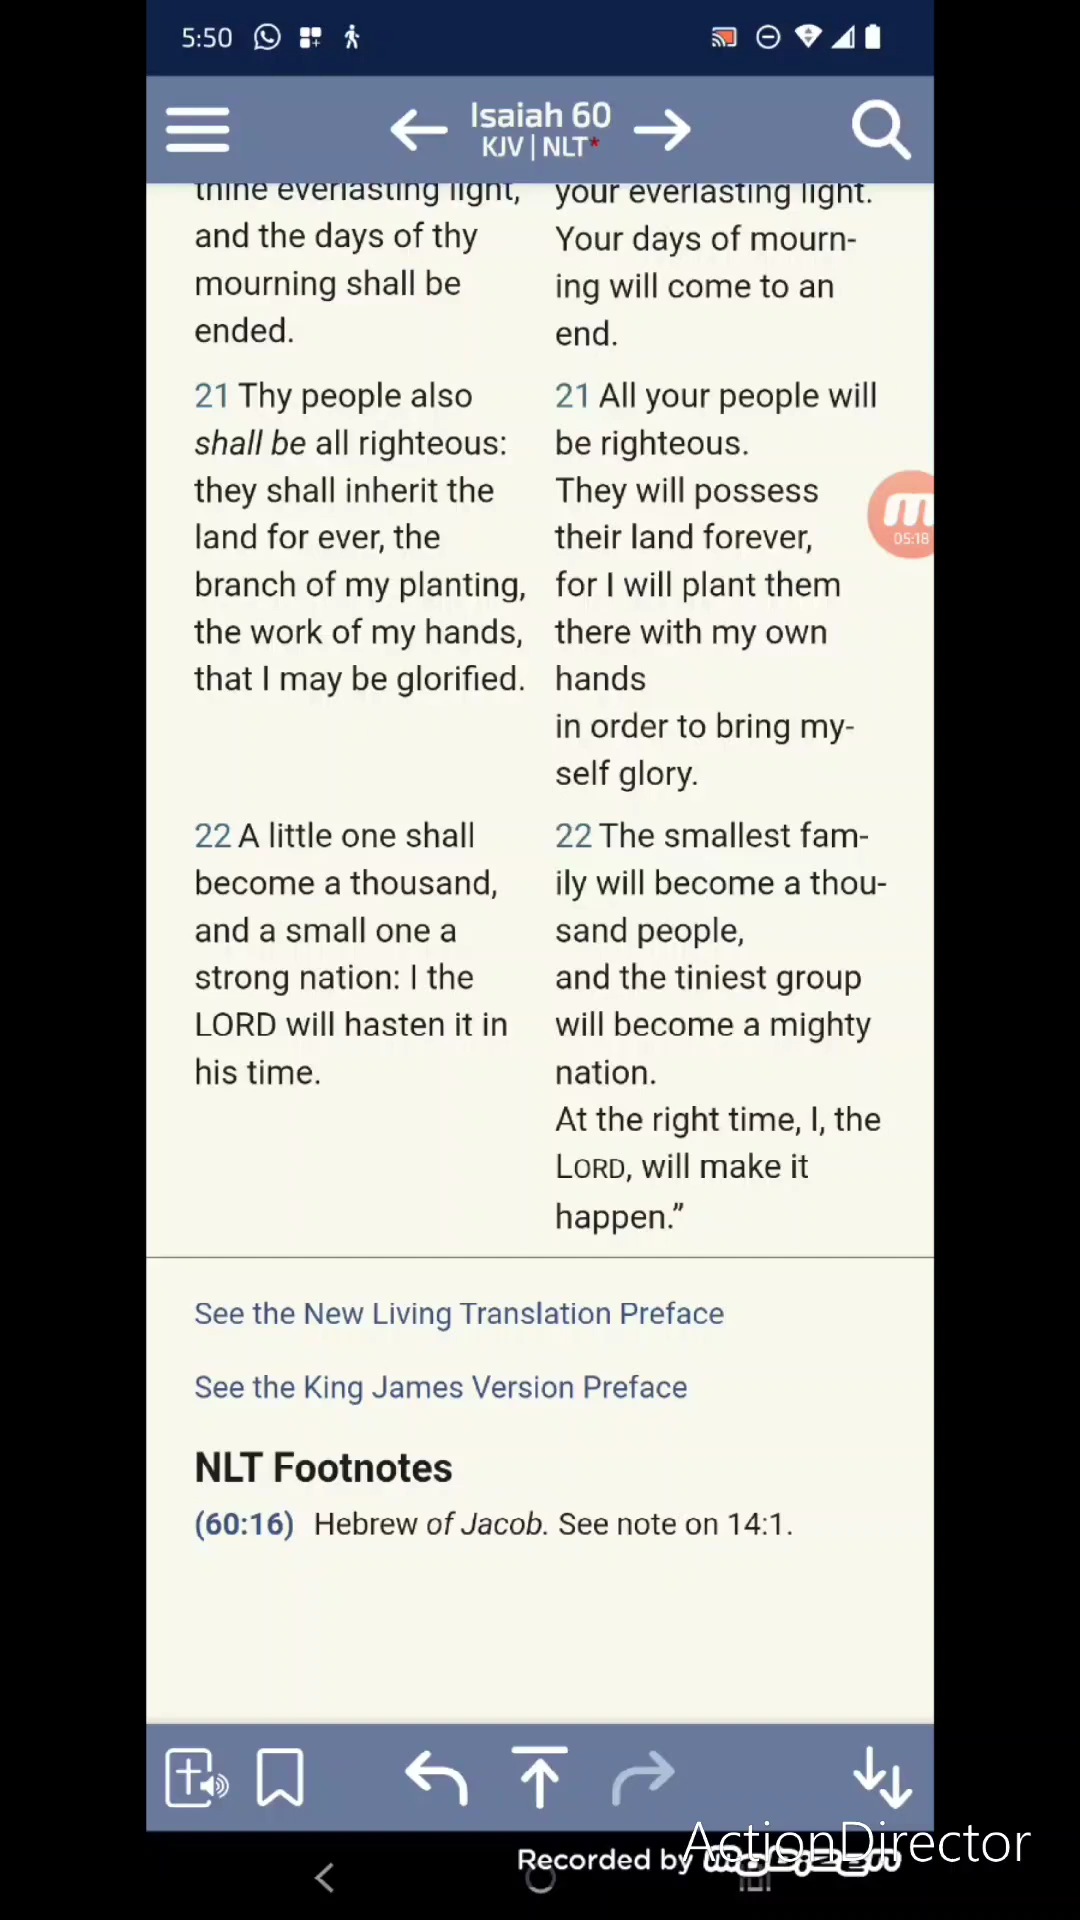 5:50
Isaiah 60
KJV | NLT*
thine everlasting light,
and the days of thy
mourning shall be
ended.
21 Thy people also
shall be all righteous:
they shall inherit the
land for ever, the
branch of my planting,
the work of my hands,
that I may be glorified.
22 A little one shall
become a thousand,
and a small one a
strong nation: I the
LORD will hasten it in
his time.
your everlasting light.
Your days of mourn-
ing will come to an
end.
21 All your people will
be righteous.
They will possess
their land forever,
for I will plant them
there with my own
hands
in order to bring my-
self glory.
22 The smallest fam-
ily will become a thou-
sand people,
and the tiniest group
will become a mighty
nation.
At the right time, I, the
LORD, will make it
happen.”
05:18
See the New Living Translation Preface
See the King James Version Preface
NLT Footnotes
(60:16) Hebrew of Jacob. See note on 14:1.
ActionDirector
Recorded by